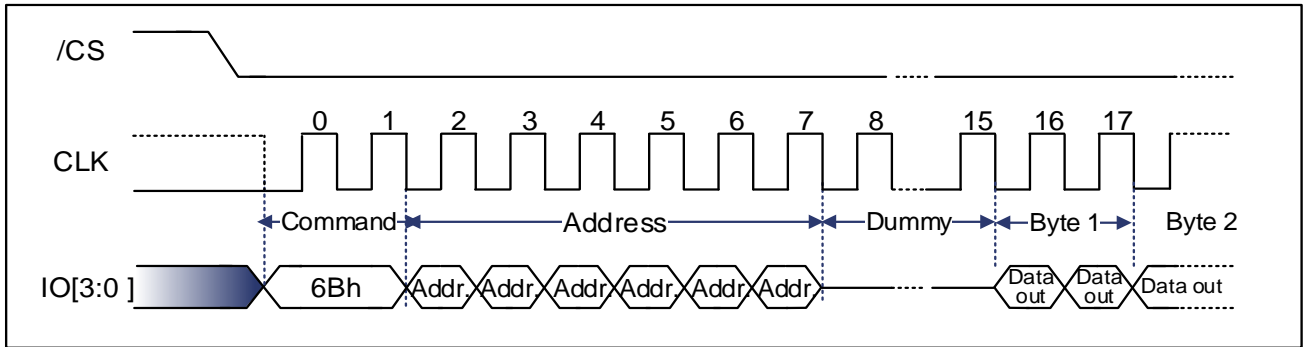 /CS
0 1 2 3 4 5 6 7 8 15 16 17
CLK
Command Address Dummy Byte 1 Byte 2
IO[3:0 ] 6Bh Addr. Addr. Addr. Addr. Addr. Addr. Data out Data out Data out